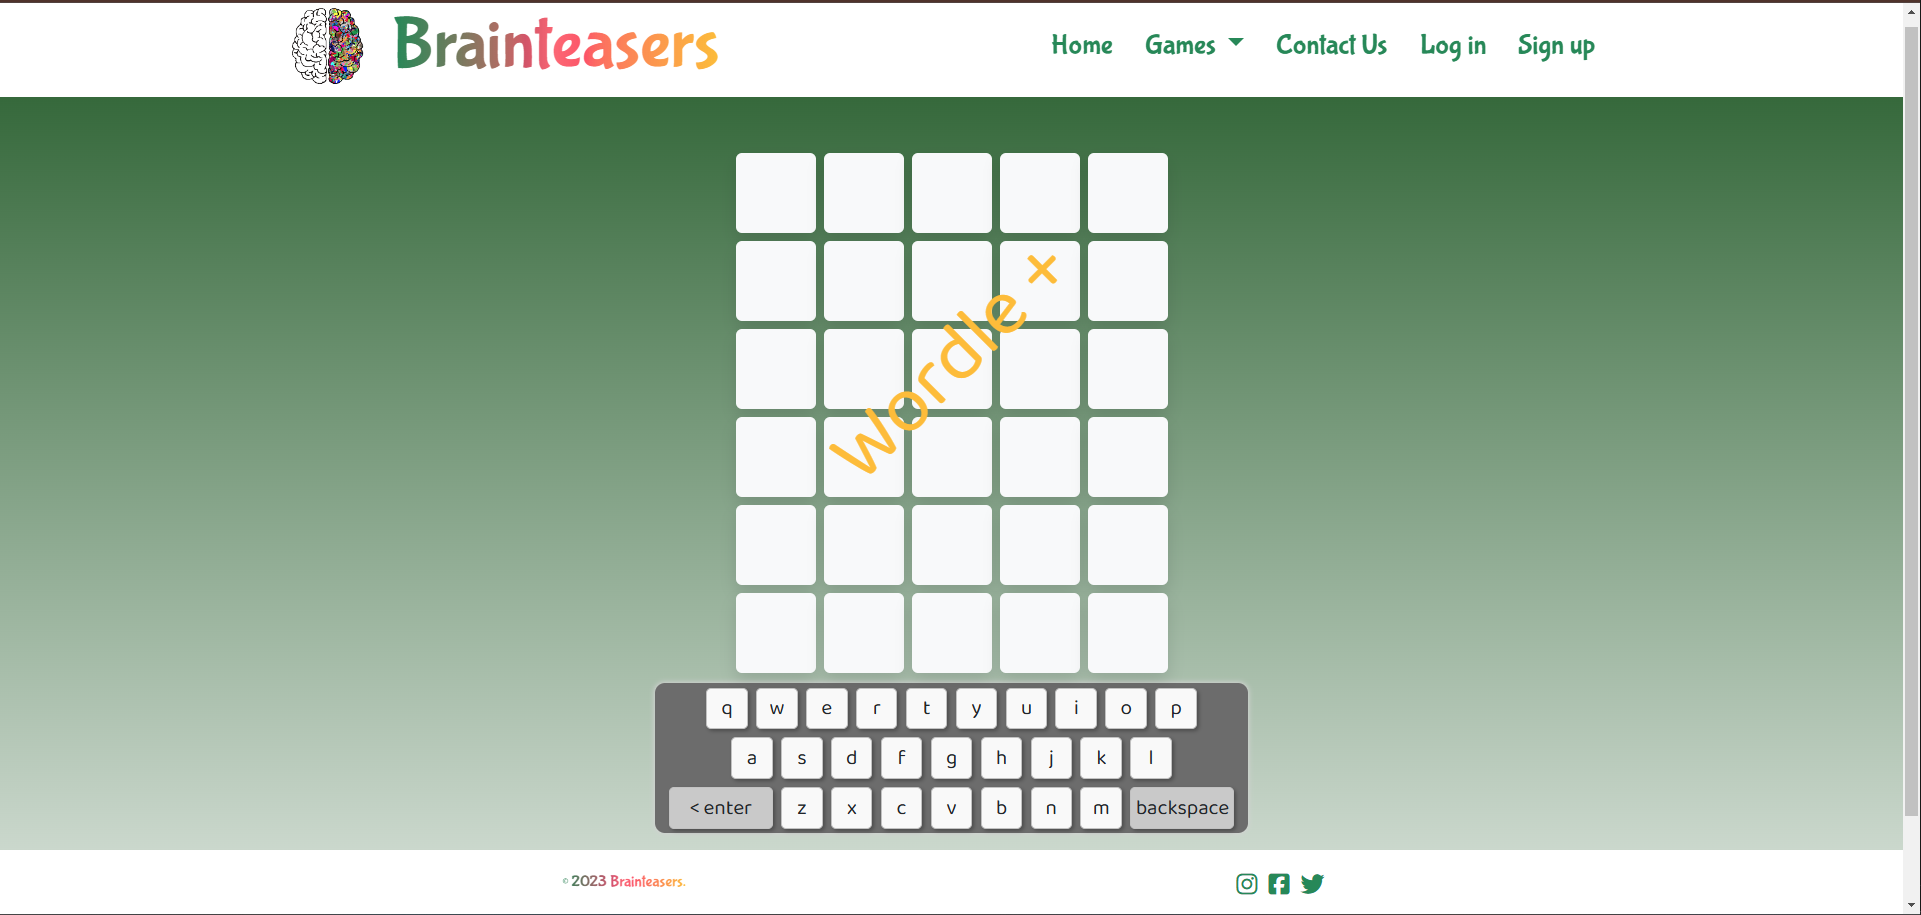 Brainteasers
Home Games Contact Us Log in Sign up
Wordle +
q w e r t y u i o p
a s d f g h j k l
< enter z x c v b n m backspace
© 2023 Brainteasers.